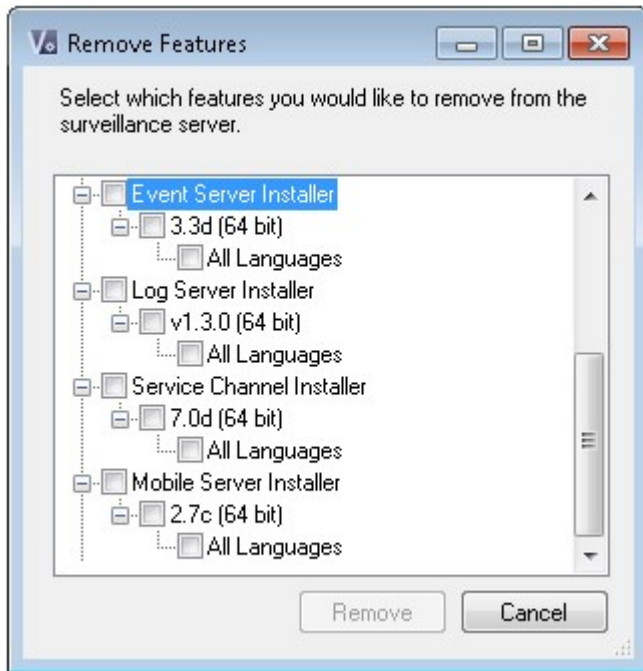 Remove Features
Select which features you would like to remove from the
surveillance server.
Event Server Installer
3.3d (64 bit)
All Languages
Log Server Installer
v1.3.0 (64 bit)
All Languages
Service Channel Installer
7.0d (64 bit)
All Languages
Mobile Server Installer
2.7c (64 bit)
All Languages
Remove
Cancel